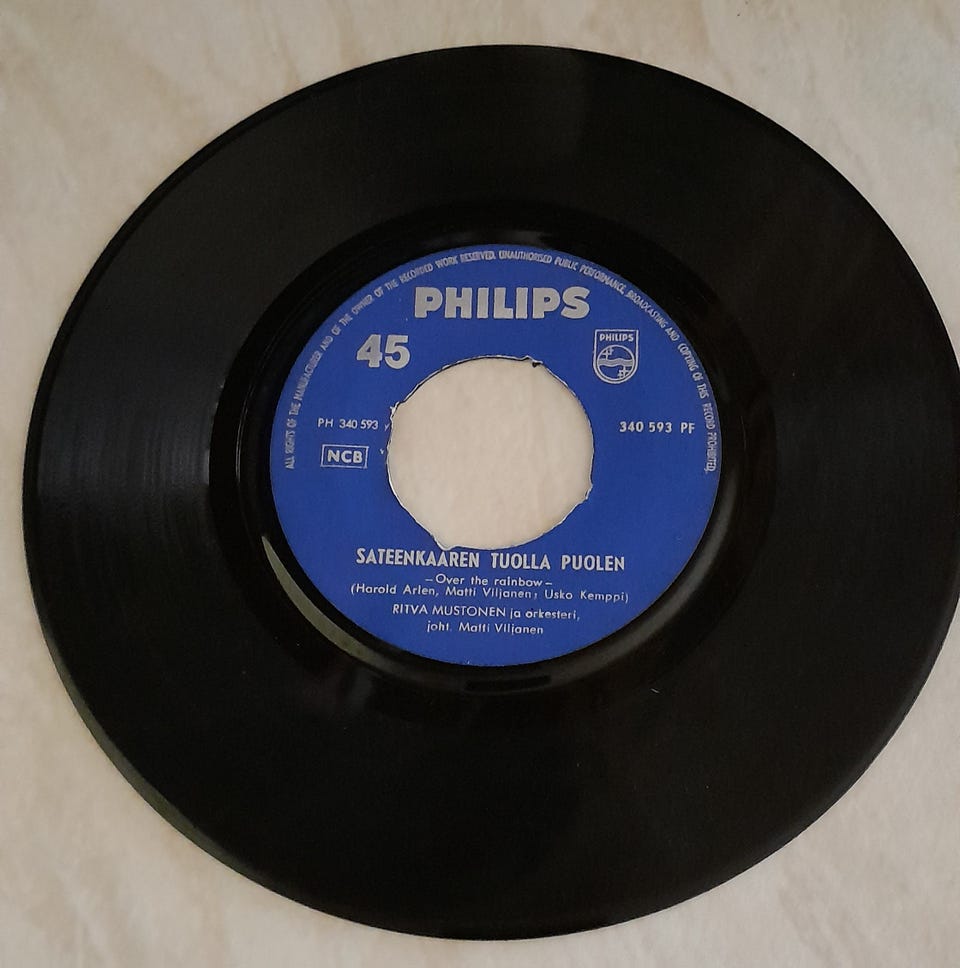 ALL RIGHTS OF THE MANUFACTURER AND OF THE OWNER OF THE RECORDED WORK RESERVED. UNAUTHORISED PUBLIC PERFORMANCE, BROADCASTING AND COPYING OF THIS RECORD PROHIBITED.
PHILIPS
45
PHILIPS
PH 340 593
340 593 PF
NCB
SATEENKAAREN TUOLLA PUOLEN
—Over the rainbow—
(Harold Arlen, Matti Viljanen, Usko Kemppi)
RITVA MUSTONEN ja orkesteri,
joht. Matti Viljanen